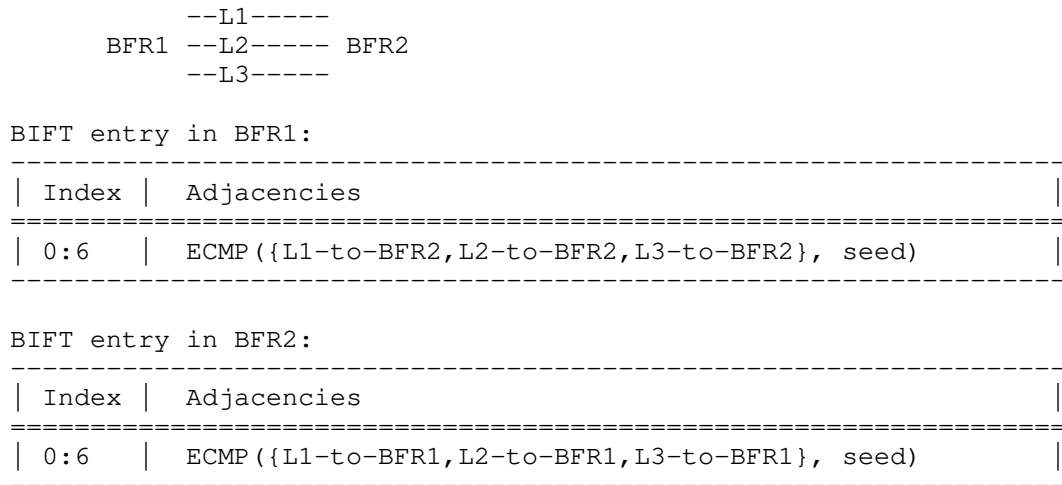 --L1-----
BFR1 --L2----- BFR2
--L3-----
BIFT entry in BFR1:
------------------------------------------------------------------
| Index | Adjacencies |
==================================================================
| 0:6 | ECMP({L1-to-BFR2,L2-to-BFR2,L3-to-BFR2}, seed) |
------------------------------------------------------------------
BIFT entry in BFR2:
------------------------------------------------------------------
| Index | Adjacencies |
==================================================================
| 0:6 | ECMP({L1-to-BFR1,L2-to-BFR1,L3-to-BFR1}, seed) |
------------------------------------------------------------------